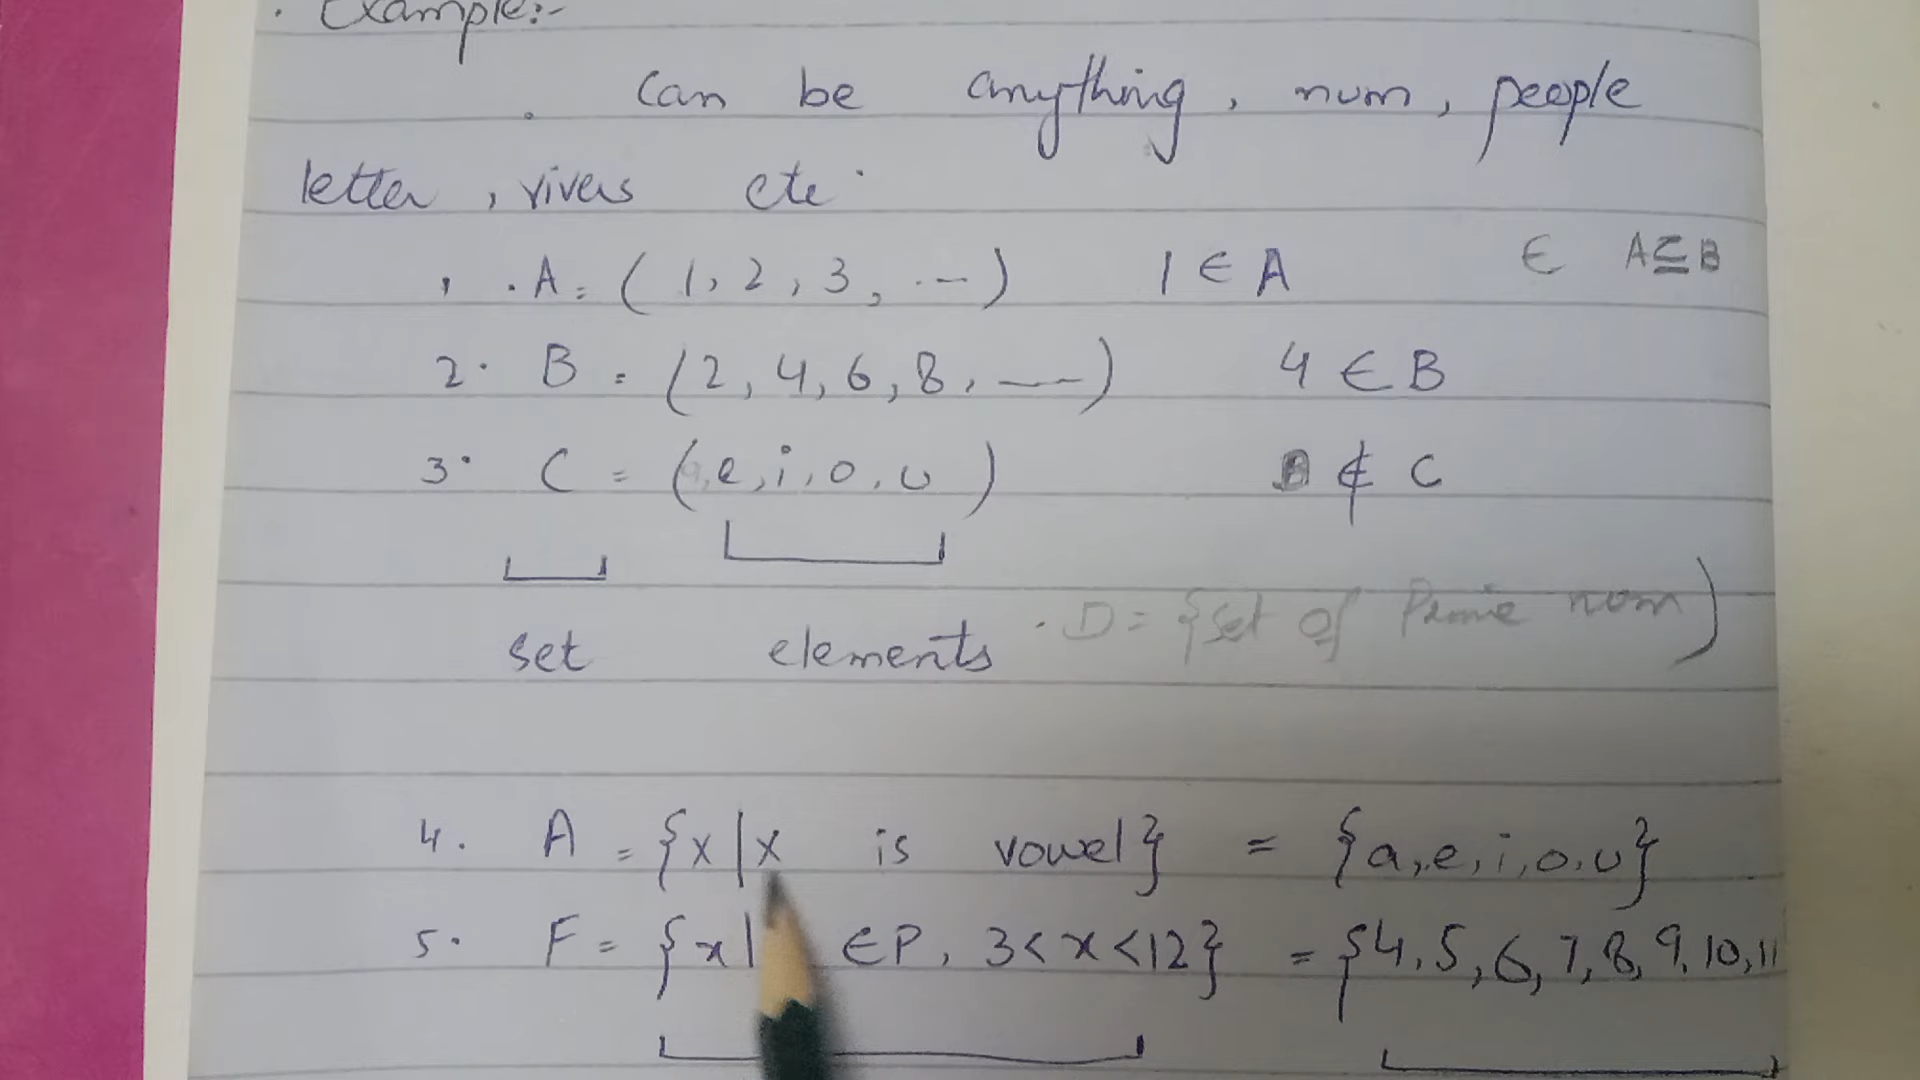 . Example:-
. Can be anything, num, people
letter, rivers etc.
1. A = (1, 2, 3, ...) 1 ∈ A ∈ A ⊆ B
2. B = (2, 4, 6, 8, ---) 4 ∈ B
3. C = (a, e, i, o, u) B ∉ C
set elements . D = {set of Prime num)
4. A = {x|x is vowel} = {a, e, i, o, u}
5. F = {x| ∈ P, 3 < x < 12} = {4, 5, 6, 7, 8, 9, 10, 11